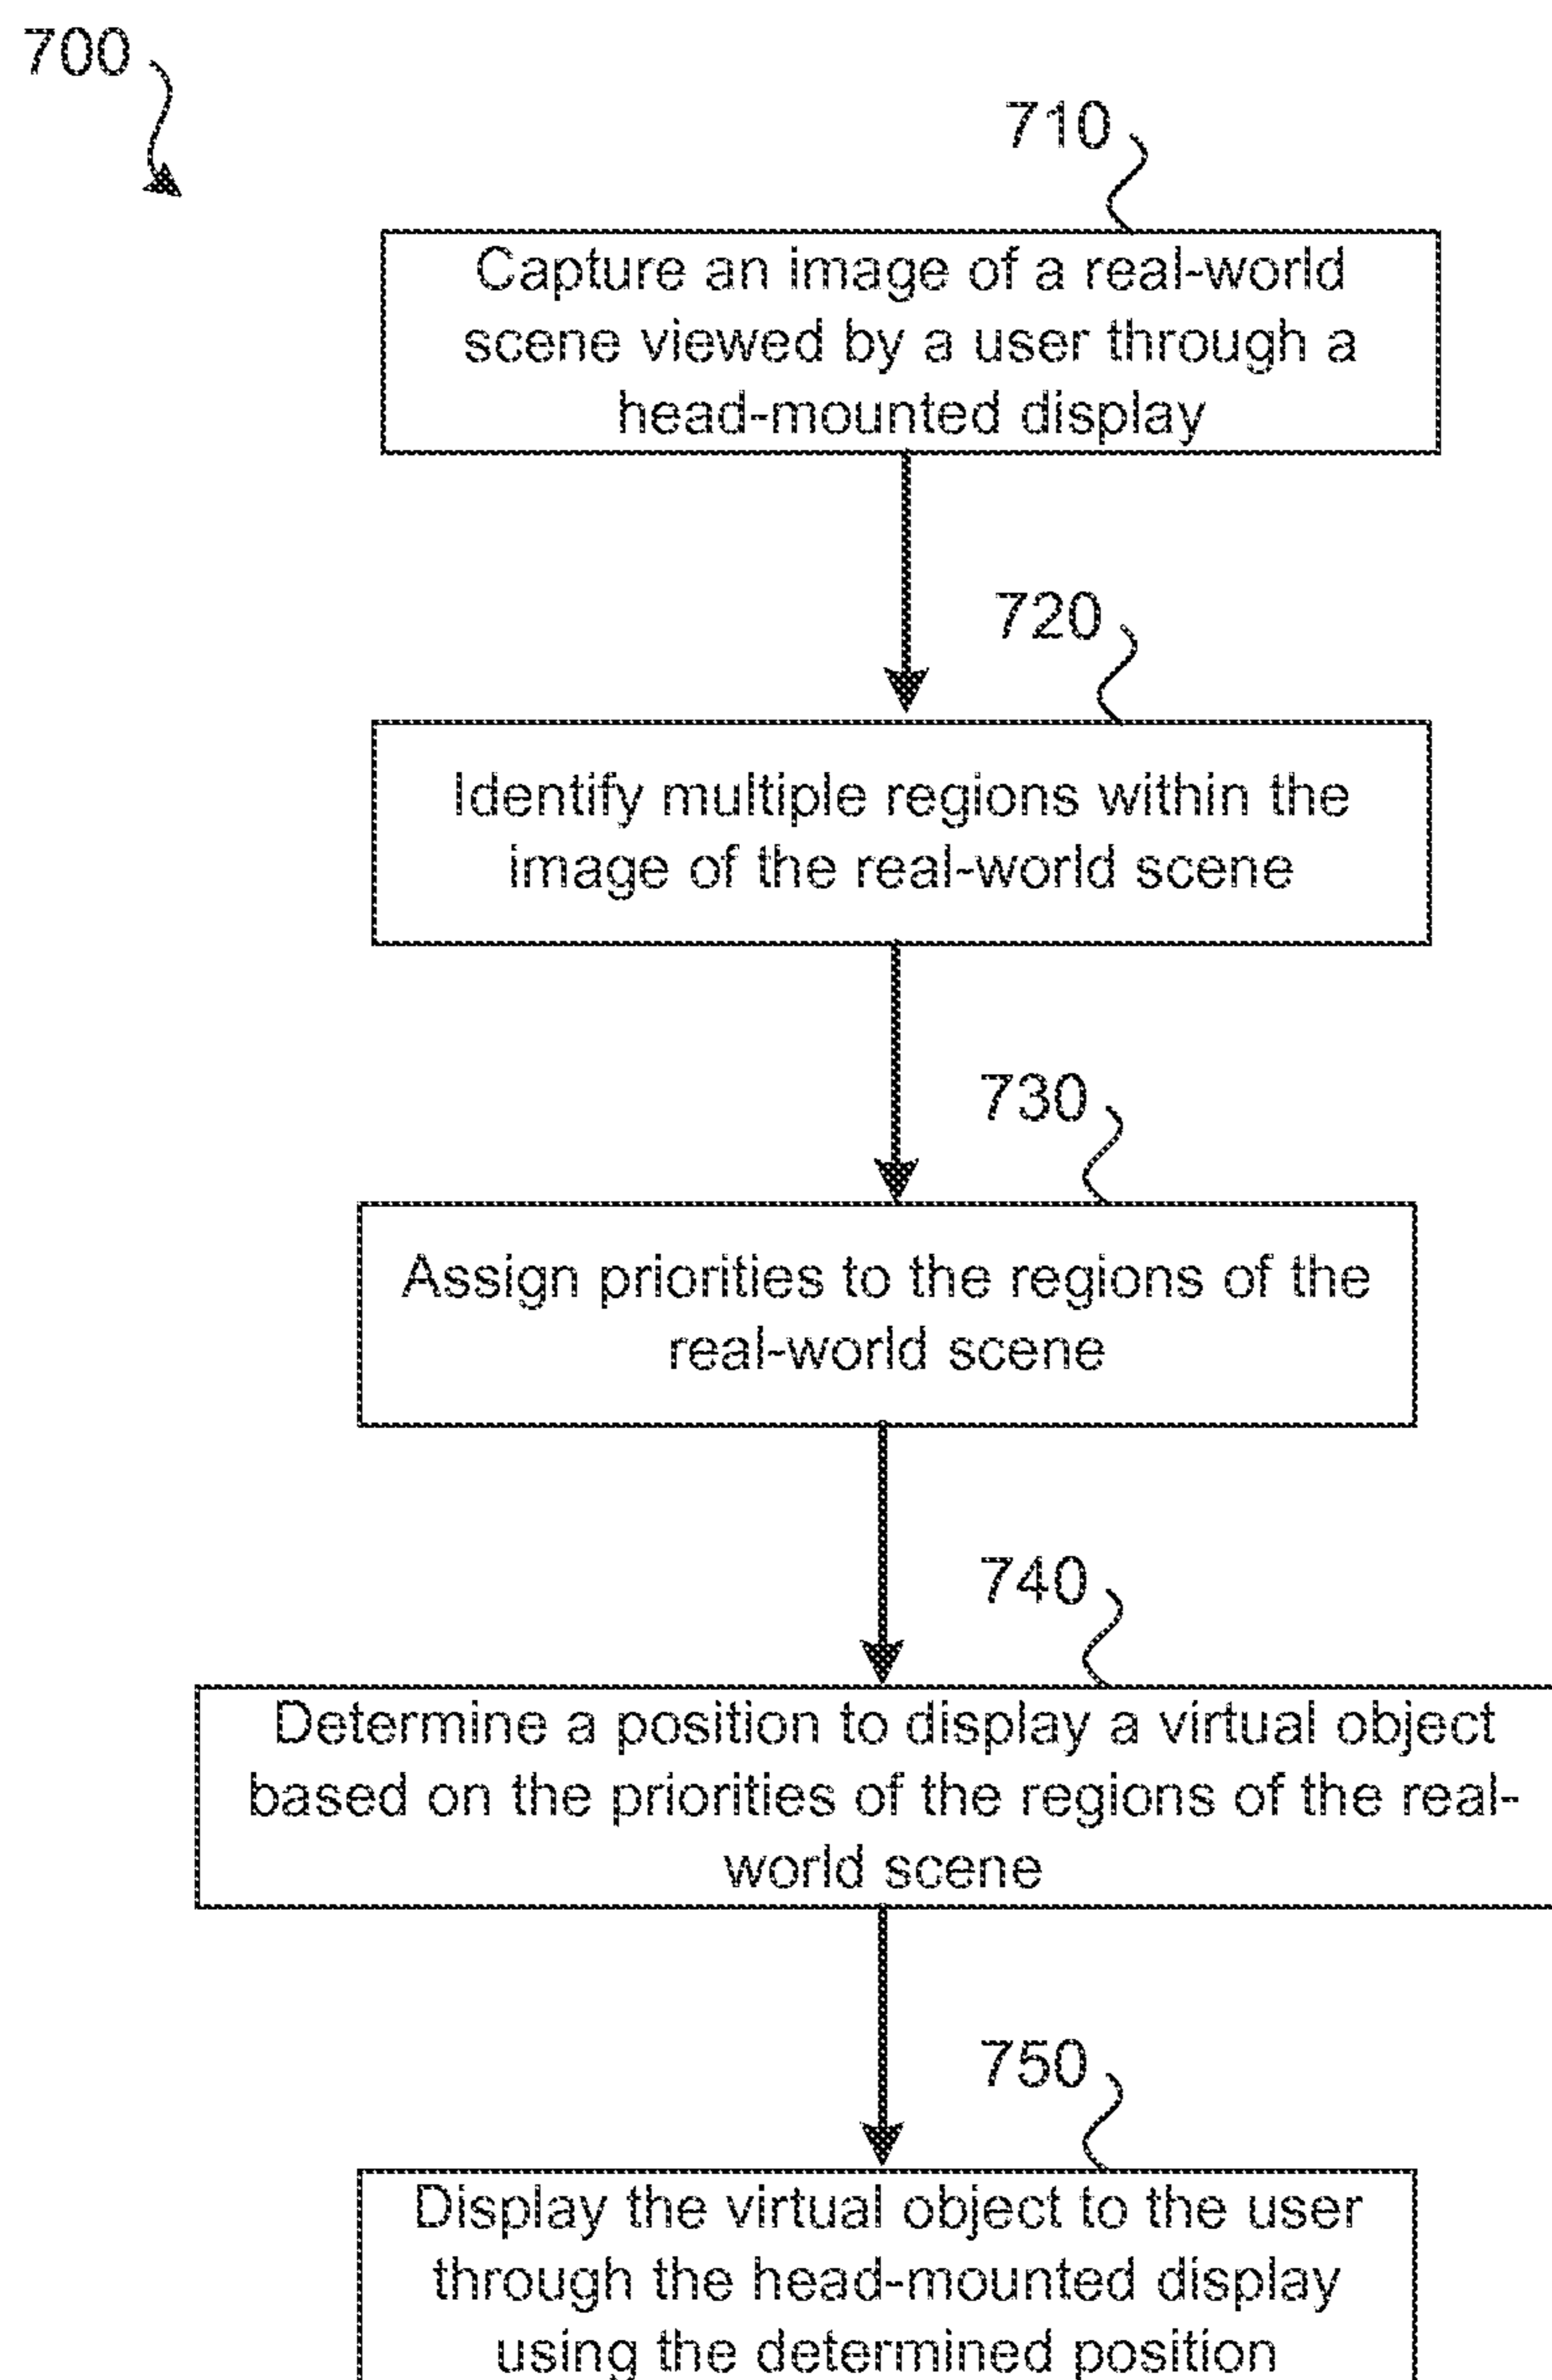 700
710
Capture an image of a real-world
scene viewed by a user through a
head-mounted display
720
Identify multiple regions within the
image of the real-world scene
730
Assign priorities to the regions of the
real-world scene
740
Determine a position to display a virtual object
based on the priorities of the regions of the real-
world scene
750
Display the virtual object to the user
through the head-mounted display
using the determined position